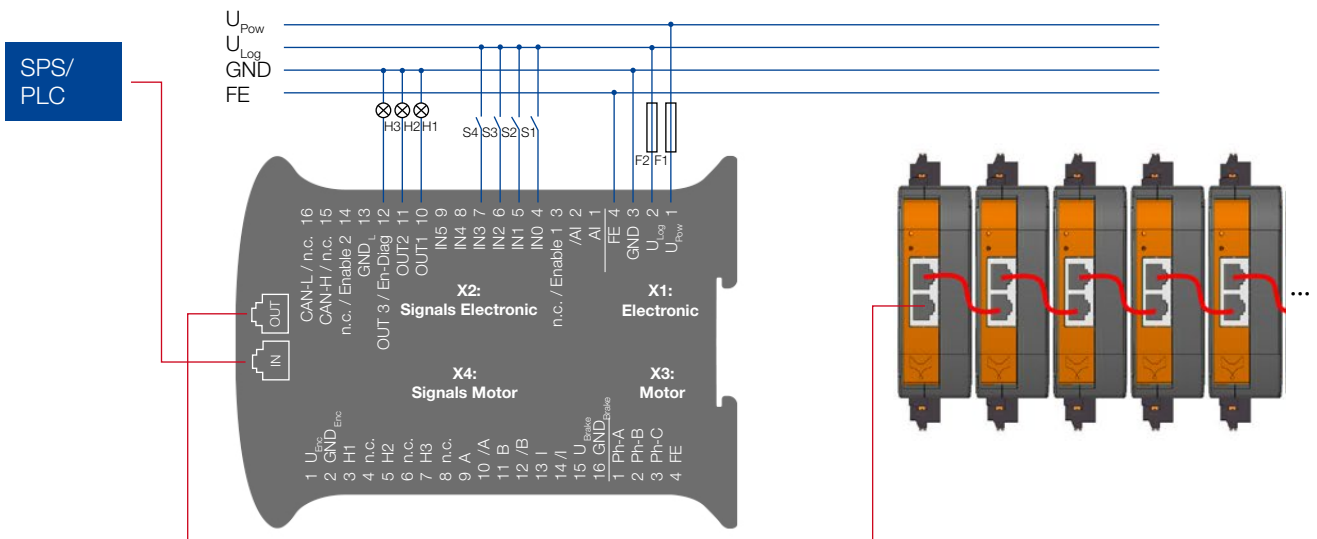 U_Pow
U_Log
GND
FE
SPS/
PLC
H3 H2 H1
S4 S3 S2 S1
F2 F1
16 CAN-L / n.c.
15 CAN-H / n.c.
14 n.c. / Enable 2
13 GND_L
12 OUT 3 / En-Diag
11 OUT2
10 OUT1
9 IN5
8 IN4
7 IN3
6 IN2
5 IN1
4 IN0
3 n.c. / Enable 1
2 /AI
1 AI
4 FE
3 GND
2 U_Log
1 U_Pow
X2:
Signals Electronic
X1:
Electronic
OUT
IN
X4:
Signals Motor
X3:
Motor
1 U_Enc
2 GND_Enc
3 H1
4 n.c.
5 H2
6 n.c.
7 H3
8 n.c.
9 A
10 /A
11 B
12 /B
13 I
14 /I
15 U_Brake
16 GND_Brake
1 Ph-A
2 Ph-B
3 Ph-C
4 FE
...